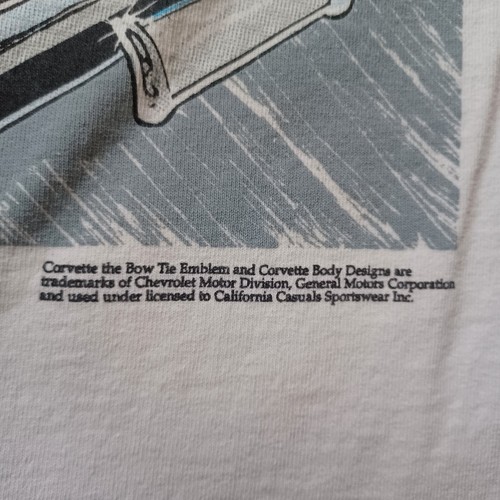 Corvette the Bow Tie Emblem and Corvette Body Designs are
trademarks of Chevrolet Motor Division, General Motors Corporation
and used under licensed to California Casuals Sportswear Inc.